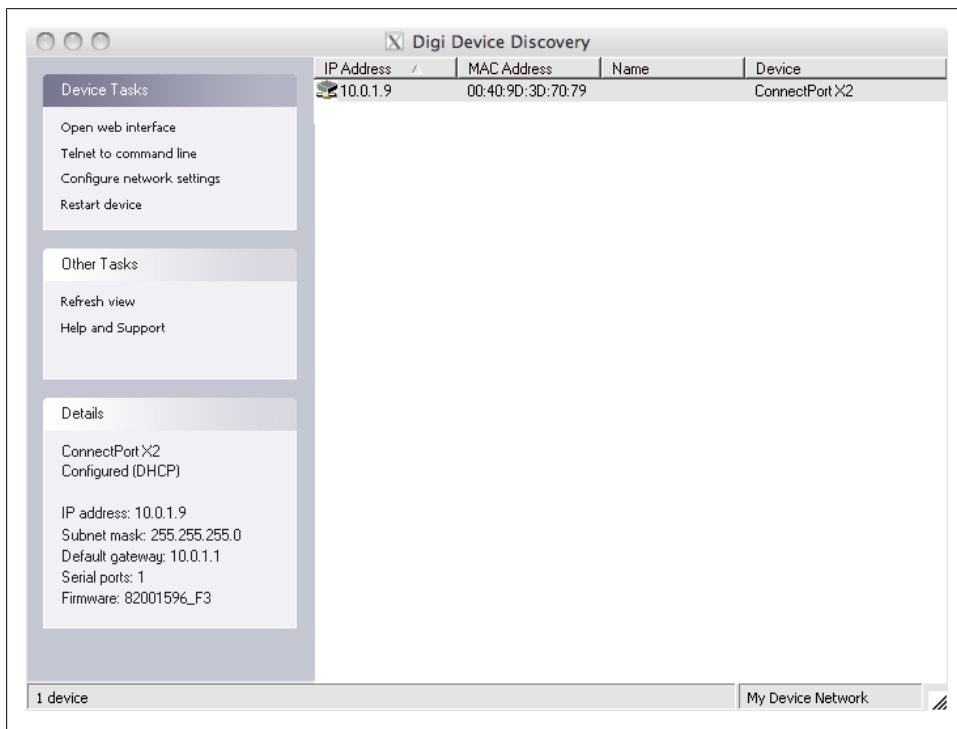 Digi Device Discovery
IP Address MAC Address Name Device
10.0.1.9 00:40:9D:3D:70:79 ConnectPort X2
Device Tasks
Open web interface
Telnet to command line
Configure network settings
Restart device
Other Tasks
Refresh view
Help and Support
Details
ConnectPort X2
Configured (DHCP)
IP address: 10.0.1.9
Subnet mask: 255.255.255.0
Default gateway: 10.0.1.1
Serial ports: 1
Firmware: 82001596_F3
1 device My Device Network